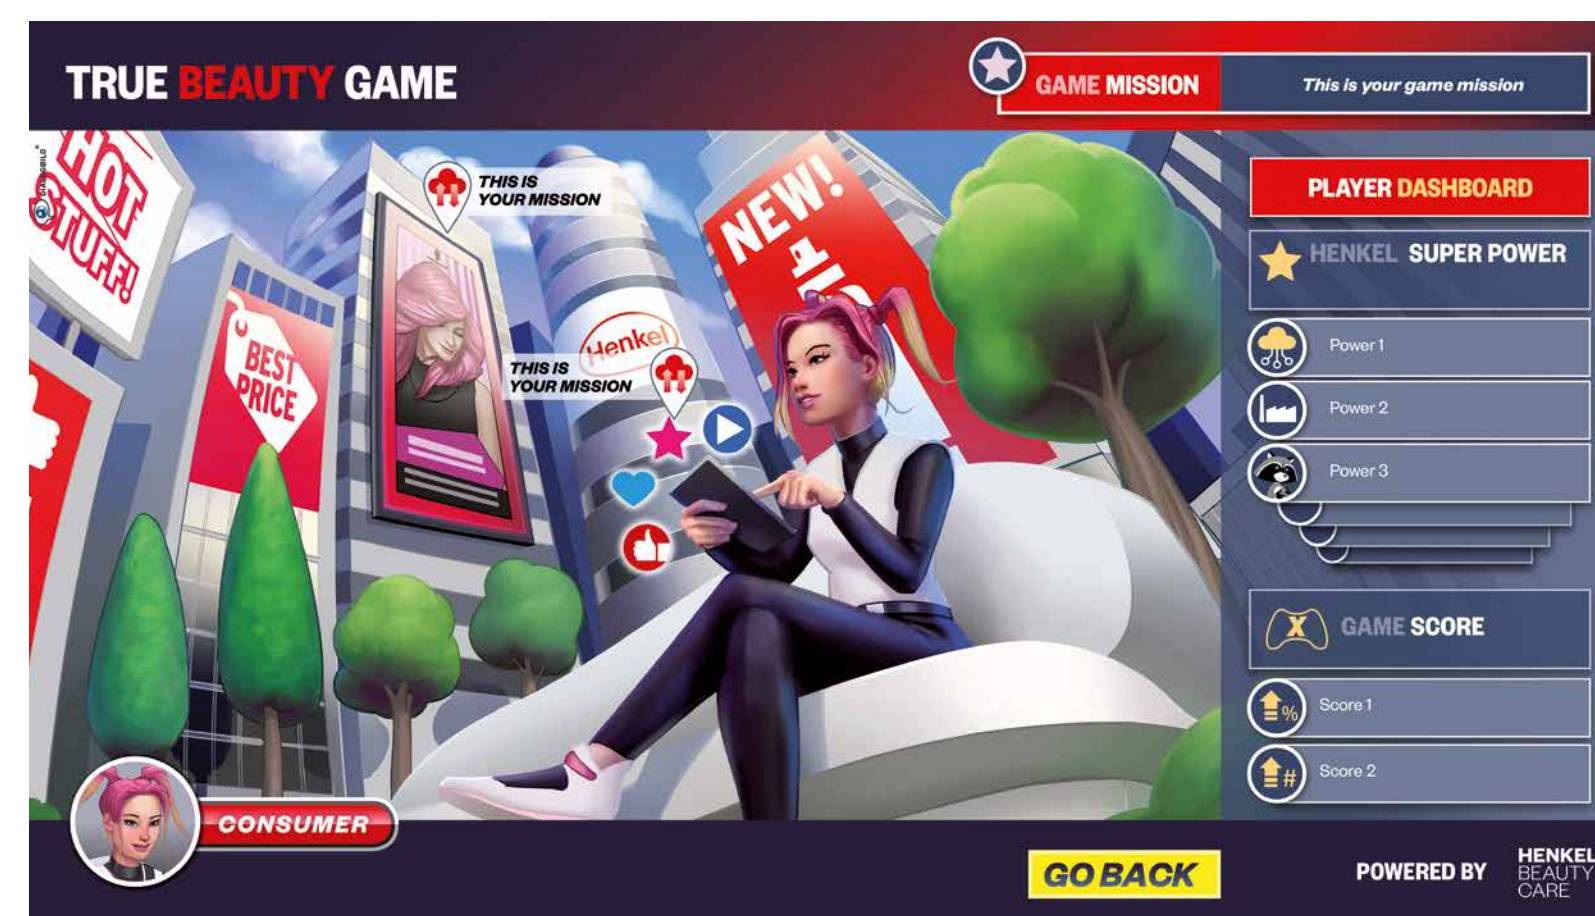 TRUE BEAUTY GAME
GAME MISSION
This is your game mission
DIALOGBILD®
HOT
STUFF!
THIS IS
YOUR MISSION
NEW!
BEST
PRICE
Henkel
THIS IS
YOUR MISSION
PLAYER DASHBOARD
HENKEL SUPER POWER
Power 1
Power 2
Power 3
X GAME SCORE
% Score 1
# Score 2
CONSUMER
GO BACK
POWERED BY
HENKEL
BEAUTY
CARE